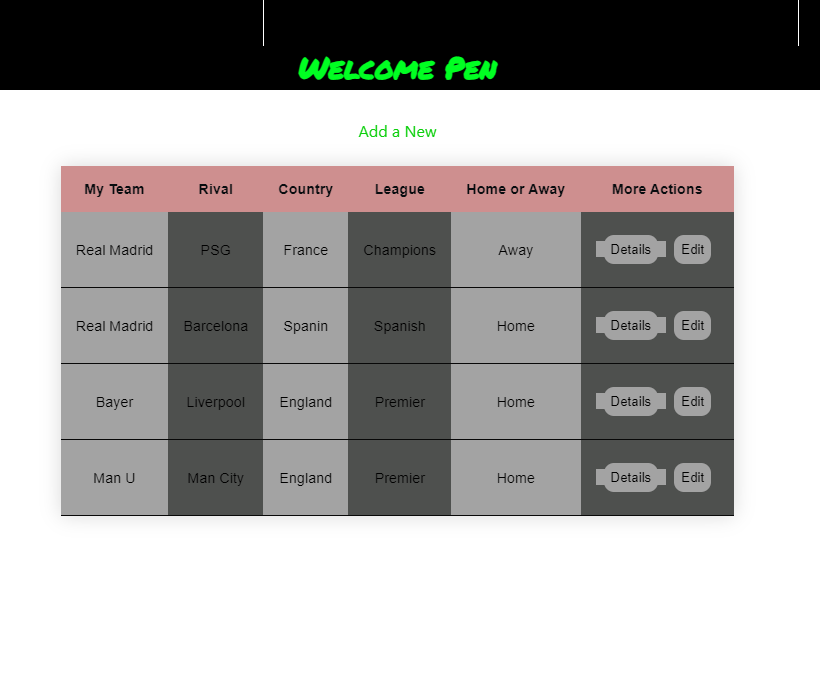 Welcome Pen
Add a New
My Team Rival Country League Home or Away More Actions
Real Madrid PSG France Champions Away Details Edit
Real Madrid Barcelona Spanin Spanish Home Details Edit
Bayer Liverpool England Premier Home Details Edit
Man U Man City England Premier Home Details Edit